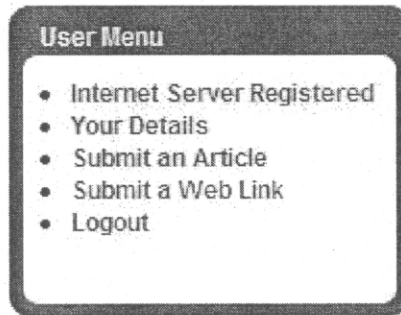 User Menu
Internet Server Registered
Your Details
Submit an Article
Submit a Web Link
Logout